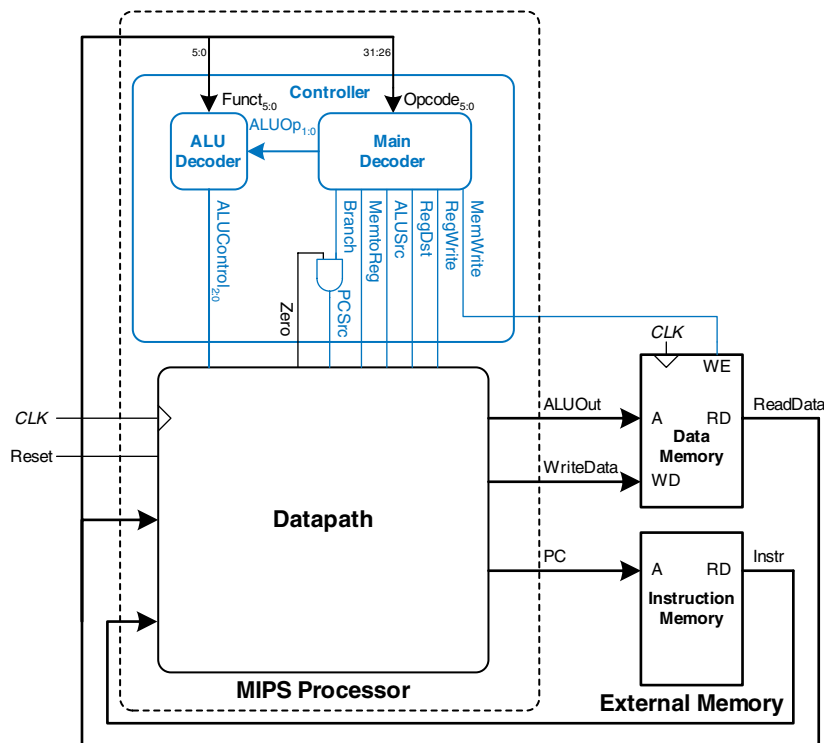 5:0
31:26
Controller
Funct5:0
Opcode5:0
ALUOp1:0
ALU
Decoder
Main
Decoder
ALUControl2:0
Branch
MemtoReg
ALUSrc
RegDst
RegWrite
MemWrite
Zero
PCSrc
CLK
WE
CLK
Reset
ALUOut
A
RD
ReadData
Data
Memory
WriteData
WD
Datapath
PC
A
RD
Instr
Instruction
Memory
MIPS Processor
External Memory